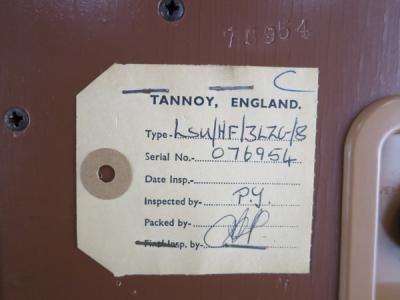 76954
C
TANNOY, ENGLAND.
Type- LSU/HF/3LZG/8
Serial No.- 076954
Date Insp.-
Inspected by- P.Y.
Packed by-
Final Insp. by-